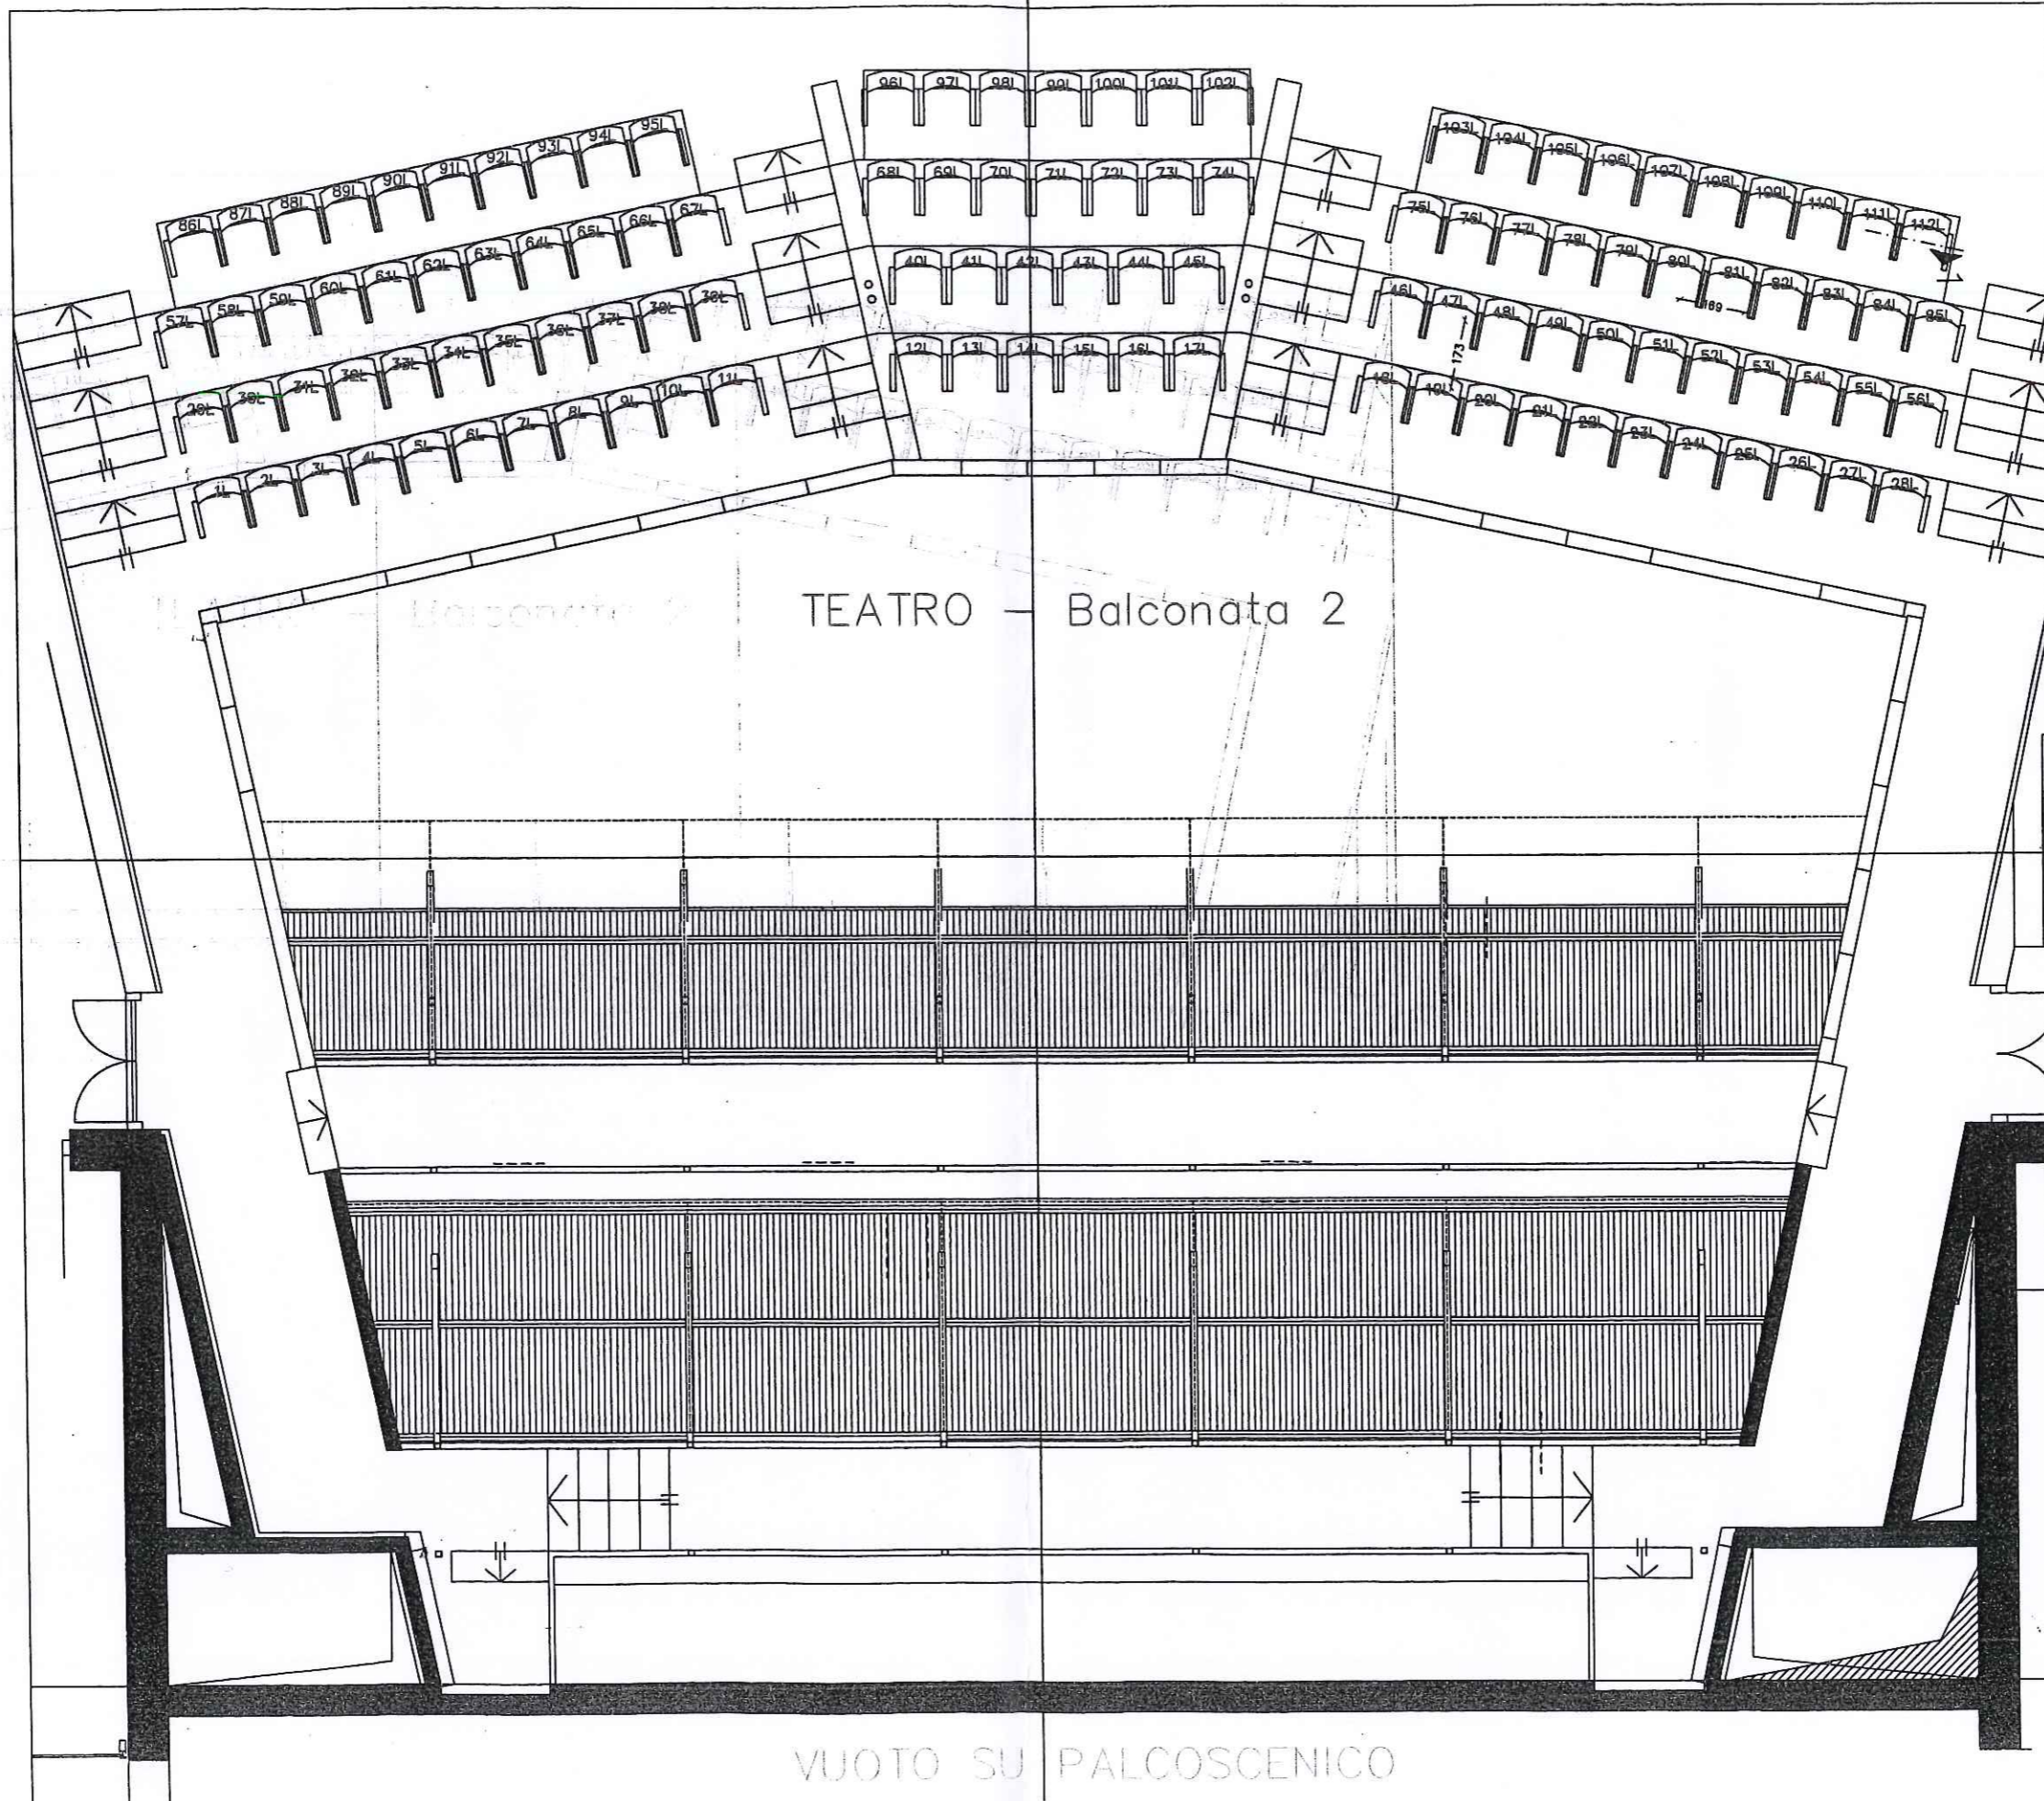 96L 97L 98L 99L 100L 101L 102L
86L 87L 88L 89L 90L 91L 92L 93L 94L 95L
103L 104L 105L 106L 107L 108L 109L 110L 111L 112L
57L 58L 59L 60L 61L 62L 63L 64L 65L 66L 67L
68L 69L 70L 71L 72L 73L 74L
75L 76L 77L 78L 79L 80L 81L 82L 83L 84L 85L
169
29L 30L 31L 32L 33L 34L 35L 36L 37L 38L 39L
40L 41L 42L 43L 44L 45L
46L 47L 48L 49L 50L 51L 52L 53L 54L 55L 56L
173
1L 2L 3L 4L 5L 6L 7L 8L 9L 10L 11L
12L 13L 14L 15L 16L 17L
18L 19L 20L 21L 22L 23L 24L 25L 26L 27L 28L
TEATRO – Balconata 2
VUOTO SU PALCOSCENICO